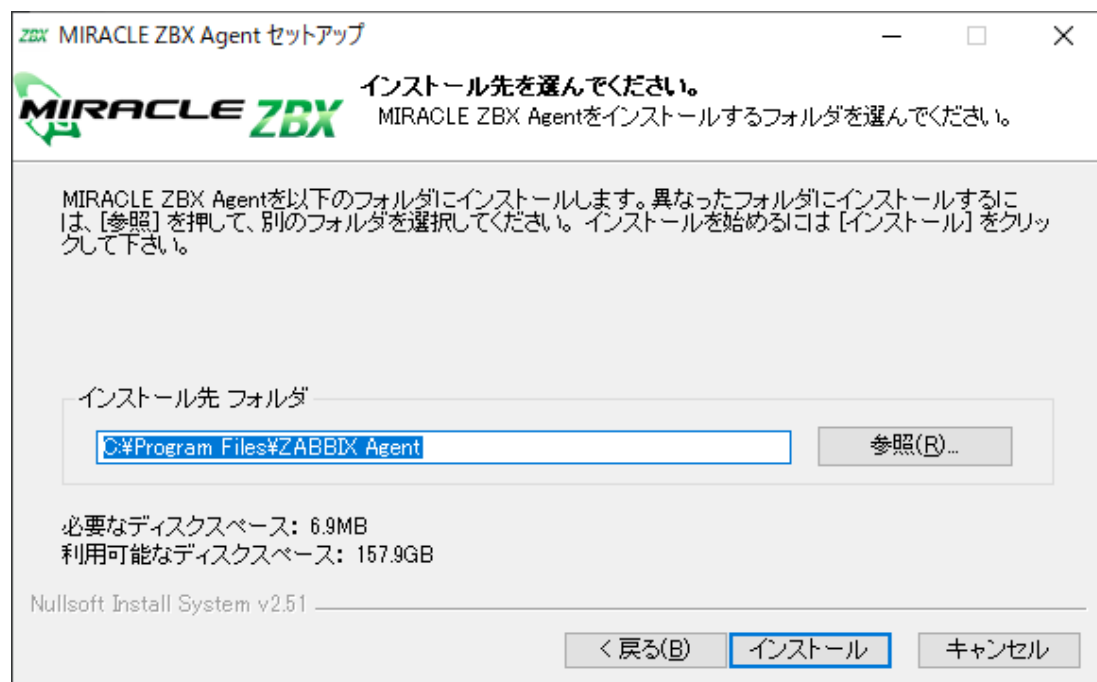 ZBX MIRACLE ZBX Agent セットアップ
MIRACLE ZBX
インストール先を選んでください。
MIRACLE ZBX Agentをインストールするフォルダを選んでください。
MIRACLE ZBX Agentを以下のフォルダにインストールします。異なったフォルダにインストールするに
は、[参照] を押して、別のフォルダを選択してください。 インストールを始めるには [インストール] をクリッ
クして下さい。
インストール先 フォルダ
C:¥Program Files¥ZABBIX Agent
参照(R)...
必要なディスクスペース: 6.9MB
利用可能なディスクスペース: 157.9GB
Nullsoft Install System v2.51
< 戻る(B)
インストール
キャンセル